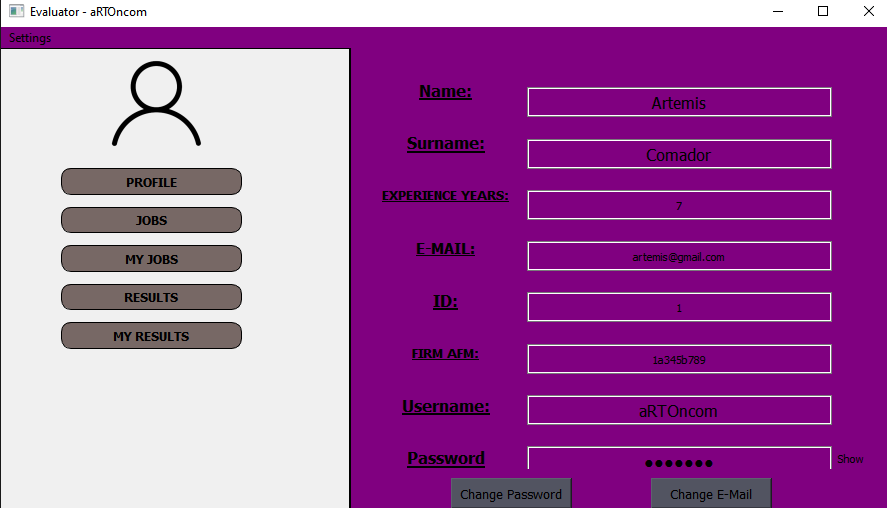 Evaluator - aRTOncom
Settings
PROFILE
JOBS
MY JOBS
RESULTS
MY RESULTS
Name: Artemis
Surname: Comador
EXPERIENCE YEARS: 7
E-MAIL: artemis@gmail.com
ID: 1
FIRM AFM: 1a345b789
Username: aRTOncom
Password ●●●●●●● Show
Change Password Change E-Mail